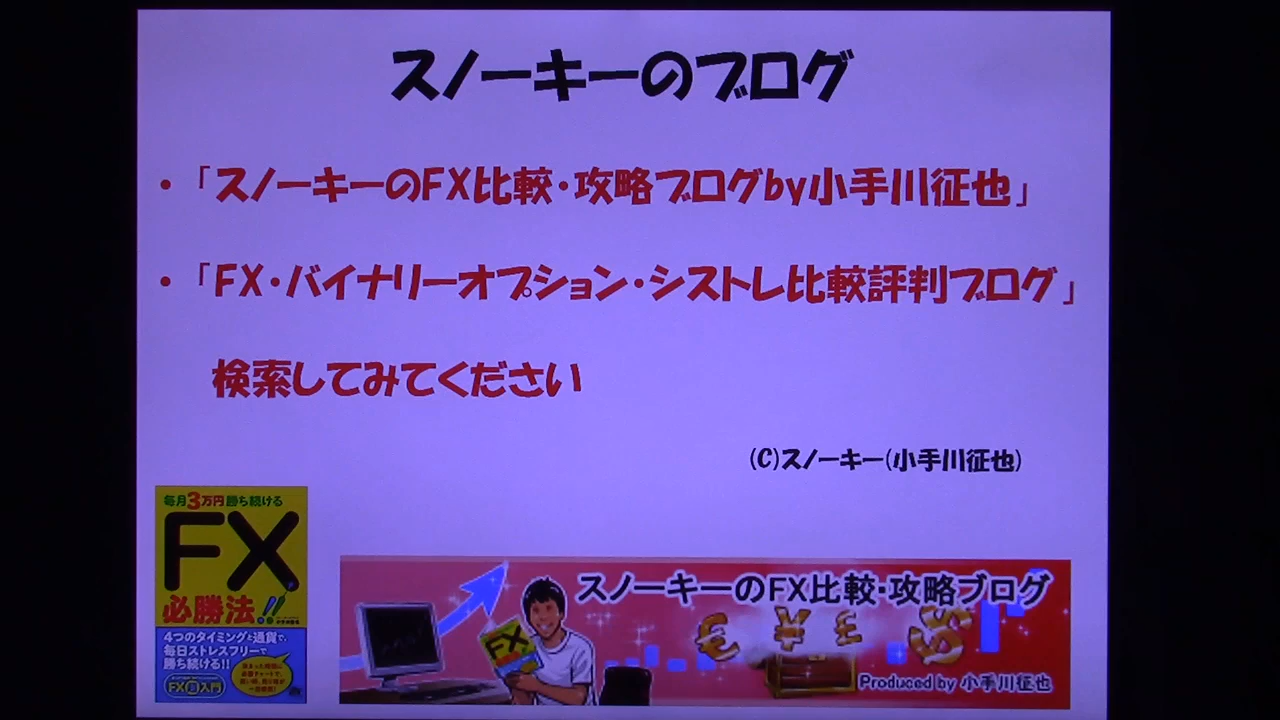 スノーキーのブログ
・「スノーキーのFX比較・攻略ブログby小手川征也」
・「FX・バイナリーオプション・シストレ比較評判ブログ」
検索してみてください
(C)スノーキー(小手川征也)
毎月3万円勝ち続ける
FX
必勝法!!
4つのタイミングと通貨で、
毎日ストレスフリーで
勝ち続ける!!
FX超入門
スノーキーのFX比較・攻略ブログ
FX
Produced by 小手川征也